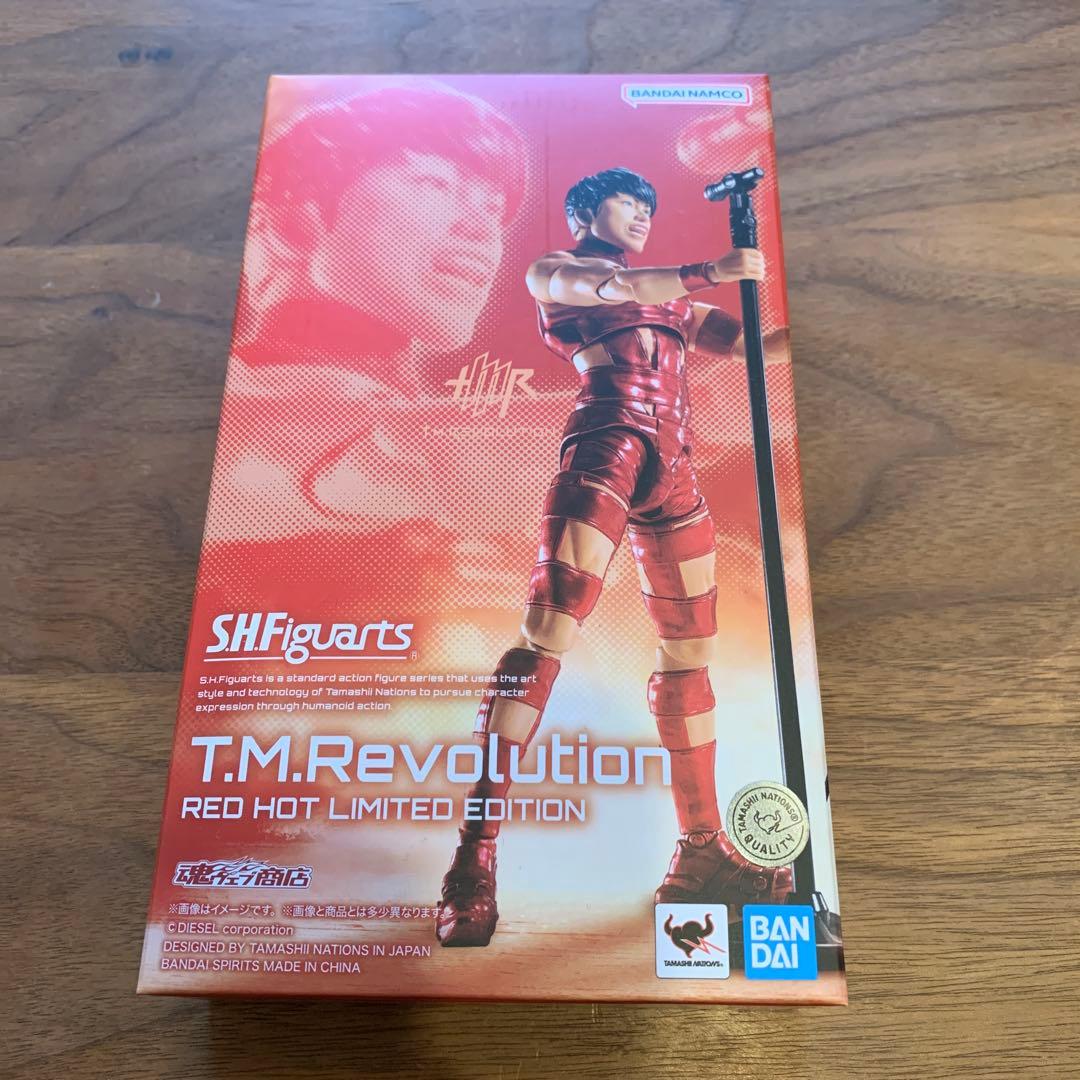 BANDAI NAMCO
TMR
S.H.Figuarts
S.H.Figuarts is a standard action figure series that uses the art
style and technology of Tamashii Nations to pursue character
expression through humanoid action.
T.M.Revolution
RED HOT LIMITED EDITION
TAMASHII NATIONS®
QUALITY
魂ウェブ商店
※画像はイメージです。※画像と商品とは多少異なります。
©DIESEL corporation
DESIGNED BY TAMASHII NATIONS IN JAPAN
BANDAI SPIRITS MADE IN CHINA
TAMASHII NATIONS®
BAN
DAI